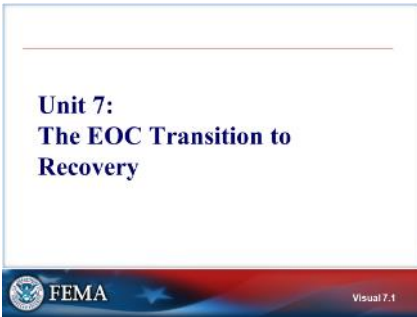 Unit 7:
The EOC Transition to
Recovery
FEMA
Visual 7.1